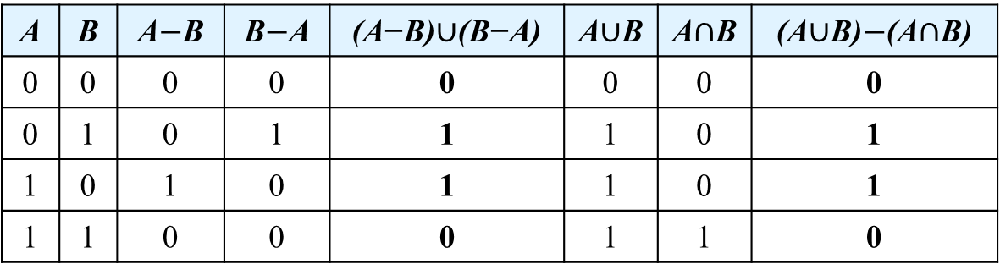 A B A−B B−A (A−B)∪(B−A) A∪B A∩B (A∪B)−(A∩B)
0 0 0 0 0 0 0 0
0 1 0 1 1 1 0 1
1 0 1 0 1 1 0 1
1 1 0 0 0 1 1 0